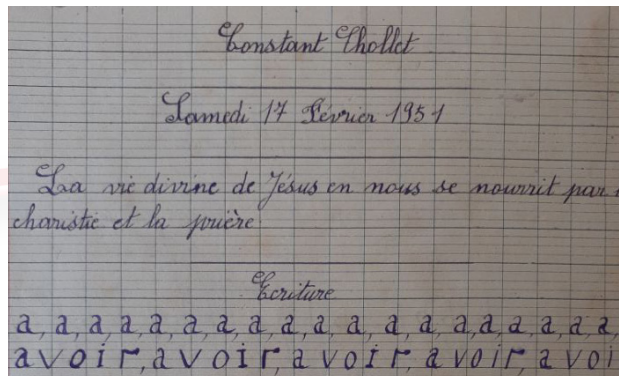 Constant Chollet
Samedi 17 Février 1951
La vie divine de Jésus en nous se nourrit par
charistie et la prière
Ecriture
a, a, a, a, a, a, a, a, a, a, a, a, a, a, a, a, a, a, a,
avoir, avoir, avoir, avoir, avoi